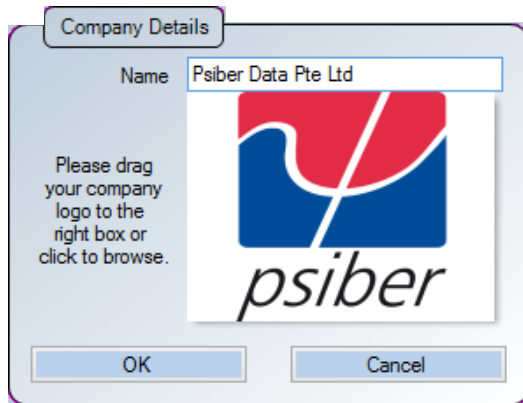 Company Details
Name
Psiber Data Pte Ltd
Please drag
your company
logo to the
right box or
click to browse.
psiber
OK
Cancel